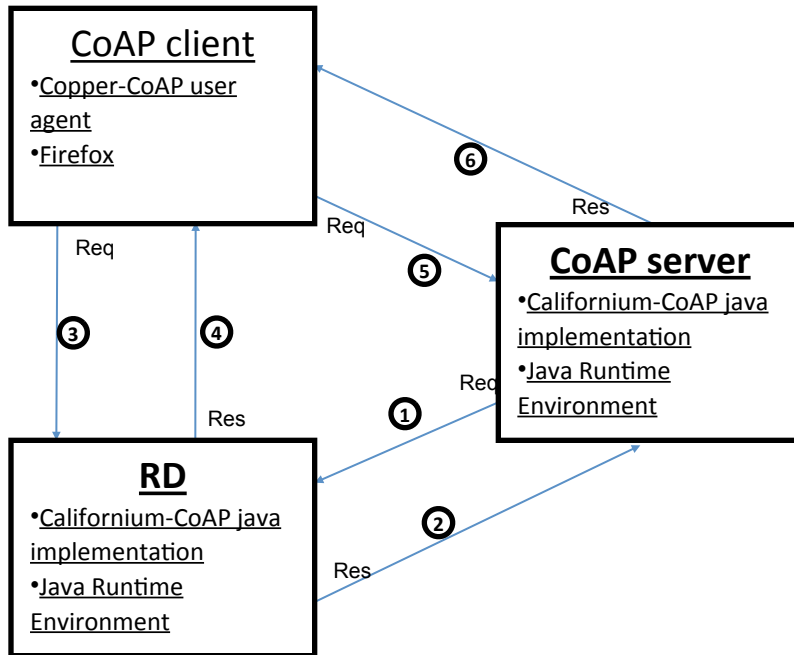 CoAP client
•Copper-CoAP user
agent
•Firefox
6
Res
Req
5
CoAP server
•Californium-CoAP java
implementation
•Java Runtime
Environment
Req
3
4
Req
1
Res
RD
•Californium-CoAP java
implementation
•Java Runtime
Environment
2
Res